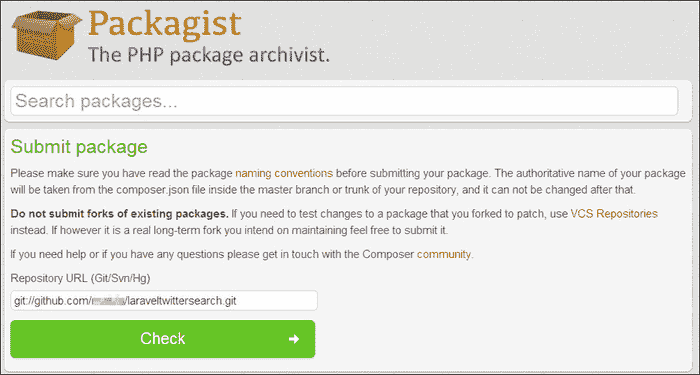 Packagist
The PHP package archivist.
Search packages...
Submit package
Please make sure you have read the package naming conventions before submitting your package. The authoritative name of your package
will be taken from the composer.json file inside the master branch or trunk of your repository, and it can not be changed after that.
Do not submit forks of existing packages. If you need to test changes to a package that you forked to patch, use VCS Repositories
instead. If however it is a real long-term fork you intend on maintaining feel free to submit it.
If you need help or if you have any questions please get in touch with the Composer community.
Repository URL (Git/Svn/Hg)
git://github.com/ /laraveltwittersearch.git
Check